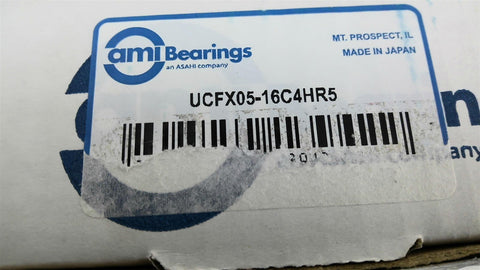 ami Bearings
an ASAHI company
MT. PROSPECT, IL
MADE IN JAPAN
UCFX05-16C4HR5